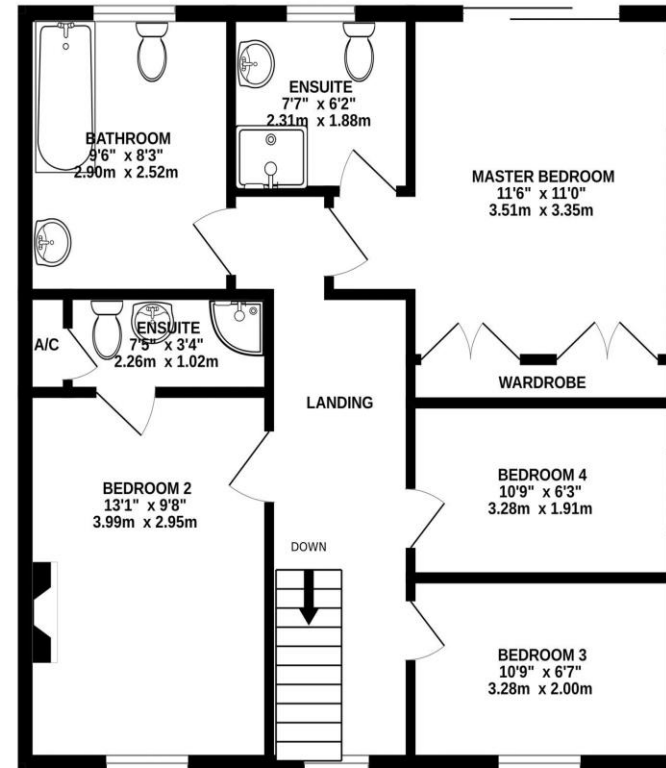 BATHROOM
9'6" x 8'3"
2.90m x 2.52m
ENSUITE
7'7" x 6'2"
2.31m x 1.88m
MASTER BEDROOM
11'6" x 11'0"
3.51m x 3.35m
A/C
ENSUITE
7'5" x 3'4"
2.26m x 1.02m
WARDROBE
LANDING
BEDROOM 2
13'1" x 9'8"
3.99m x 2.95m
BEDROOM 4
10'9" x 6'3"
3.28m x 1.91m
DOWN
BEDROOM 3
10'9" x 6'7"
3.28m x 2.00m